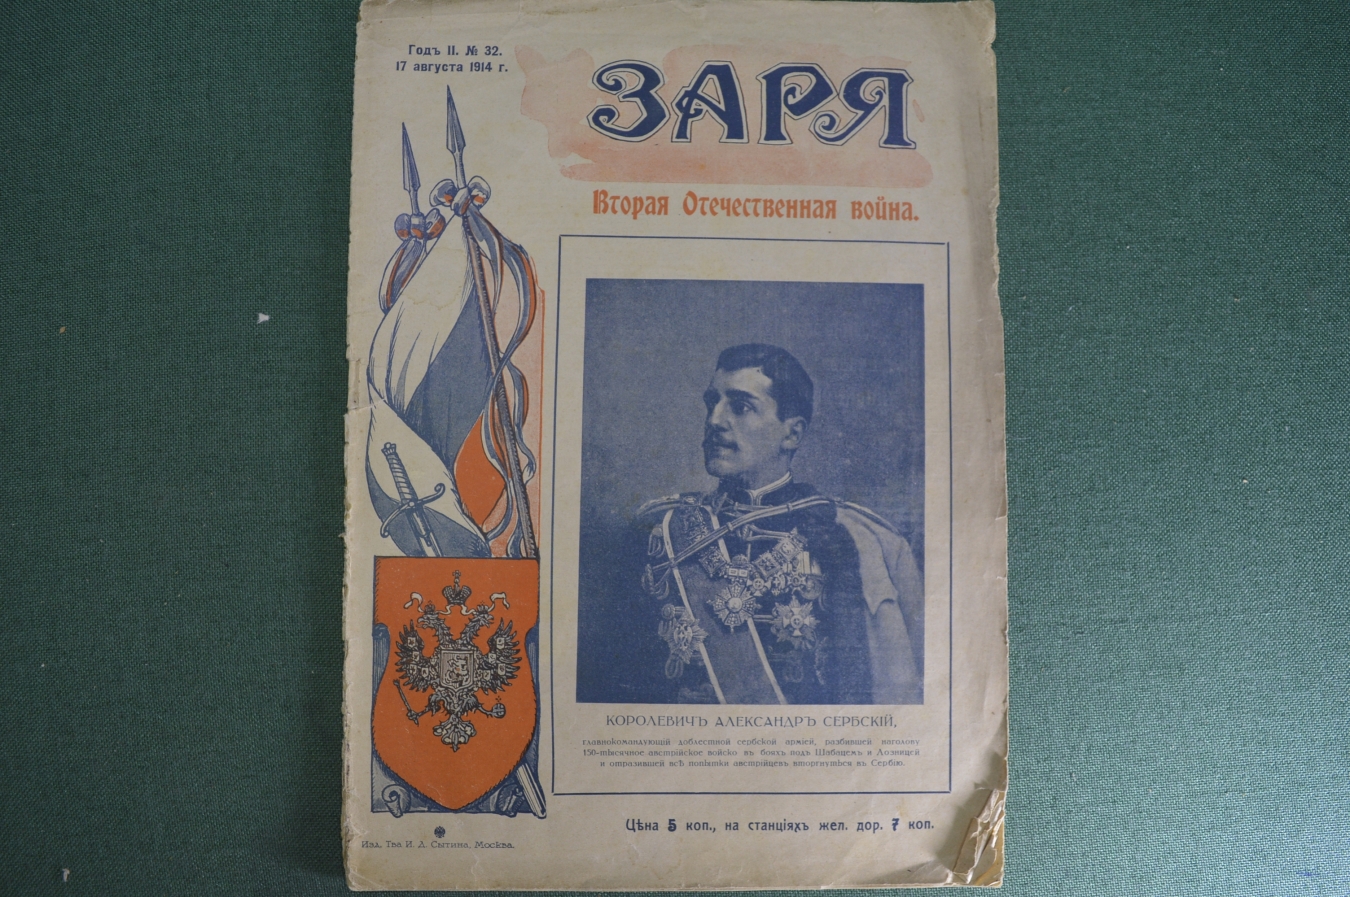 Годъ II. № 32.
17 августа 1914 г.
ЗАРЯ
Вторая Отечественная война.
КОРОЛЕВИЧЪ АЛЕКСАНДРЪ СЕРБСКІЙ,
главнокомандующій доблестной сербской арміей, разбившей наголову
150-тысячное австрійское войско въ бояхъ подъ Шабацемъ и Лозницей
и отразившей всѣ попытки австрійцевъ вторгнуться въ Сербію.
Цѣна 5 коп., на станціяхъ жел. дор. 7 коп.
Изд. Тва И. Д. Сытина, Москва.